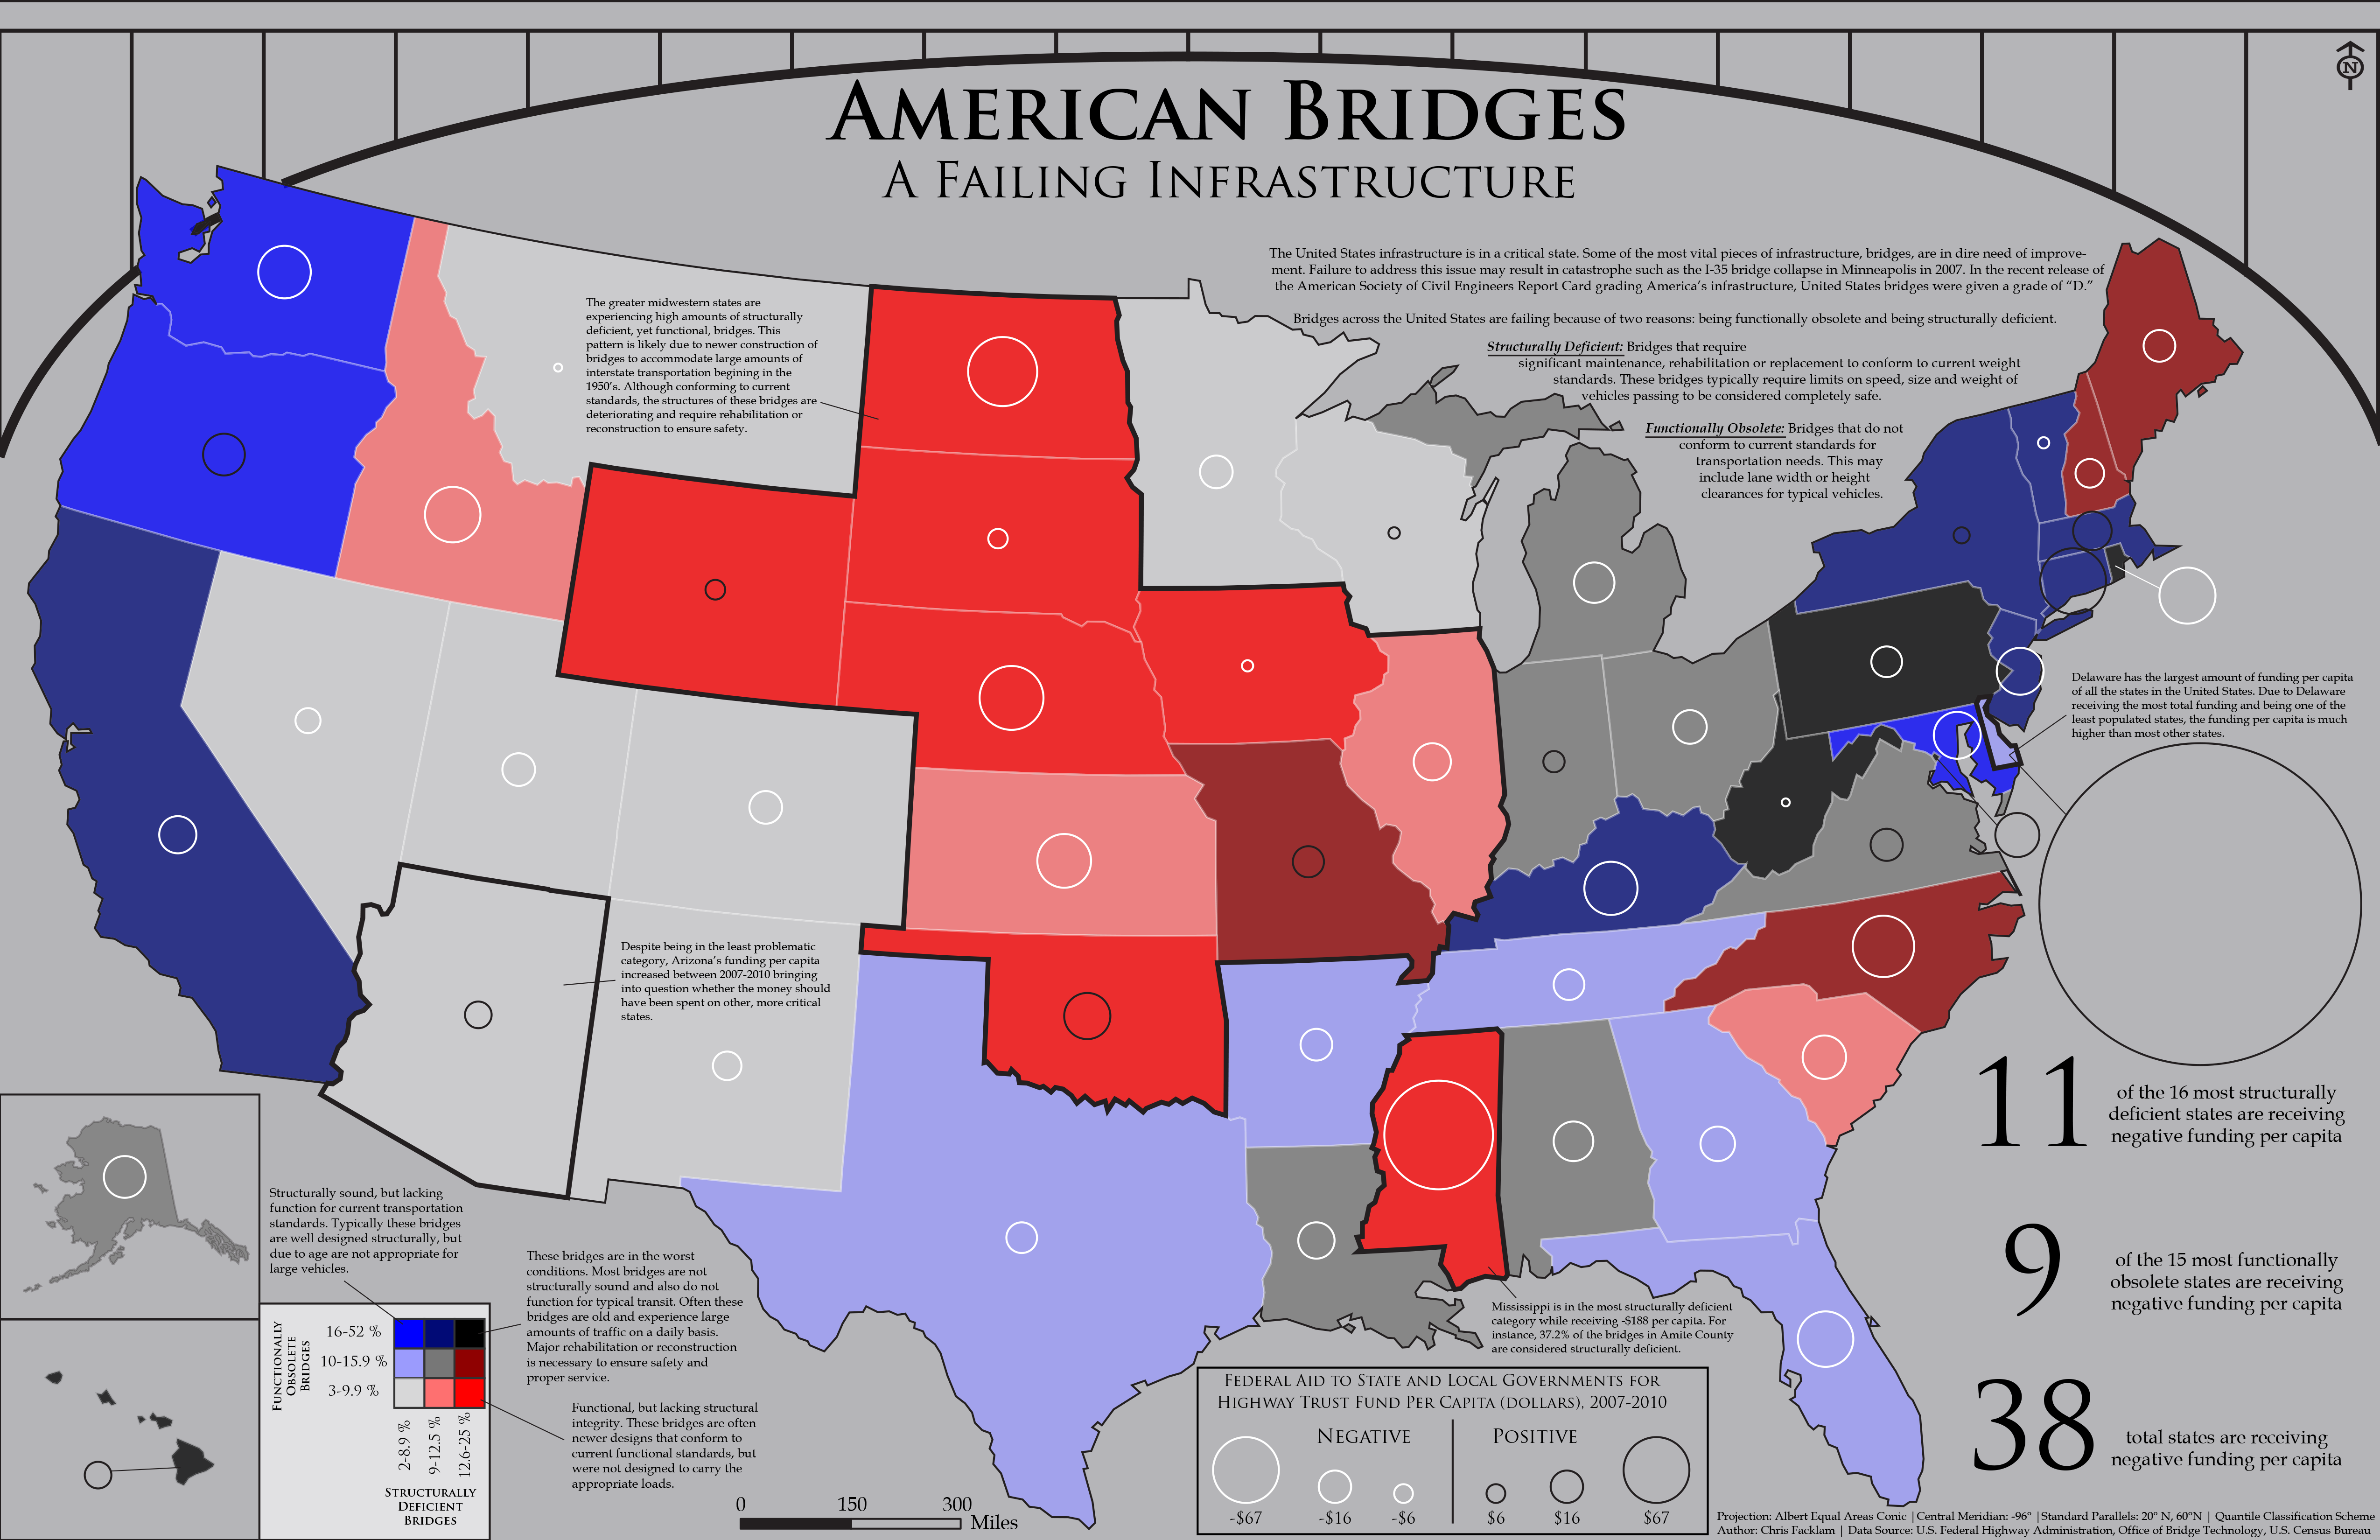 N
AMERICAN BRIDGES
A FAILING INFRASTRUCTURE
The United States infrastructure is in a critical state. Some of the most vital pieces of infrastructure, bridges, are in dire need of improve-
ment. Failure to address this issue may result in catastrophe such as the I-35 bridge collapse in Minneapolis in 2007. In the recent release of
the American Society of Civil Engineers Report Card grading America's infrastructure, United States bridges were given a grade of "D."
Bridges across the United States are failing because of two reasons: being functionally obsolete and being structurally deficient.
Structurally Deficient: Bridges that require
significant maintenance, rehabilitation or replacement to conform to current weight
standards. These bridges typically require limits on speed, size and weight of
vehicles passing to be considered completely safe.
Functionally Obsolete: Bridges that do not
conform to current standards for
transportation needs. This may
include lane width or height
clearances for typical vehicles.
The greater midwestern states are
experiencing high amounts of structurally
deficient, yet functional, bridges. This
pattern is likely due to newer construction of
bridges to accommodate large amounts of
interstate transportation begining in the
1950's. Although conforming to current
standards, the structures of these bridges are
deteriorating and require rehabilitation or
reconstruction to ensure safety.
Delaware has the largest amount of funding per capita
of all the states in the United States. Due to Delaware
receiving the most total funding and being one of the
least populated states, the funding per capita is much
higher than most other states.
Despite being in the least problematic
category, Arizona's funding per capita
increased between 2007-2010 bringing
into question whether the money should
have been spent on other, more critical
states.
11
of the 16 most structurally
deficient states are receiving
negative funding per capita
9
of the 15 most functionally
obsolete states are receiving
negative funding per capita
38
total states are receiving
negative funding per capita
Structurally sound, but lacking
function for current transportation
standards. Typically these bridges
are well designed structurally, but
due to age are not appropriate for
large vehicles.
These bridges are in the worst
conditions. Most bridges are not
structurally sound and also do not
function for typical transit. Often these
bridges are old and experience large
amounts of traffic on a daily basis.
Major rehabilitation or reconstruction
is necessary to ensure safety and
proper service.
Functional, but lacking structural
integrity. These bridges are often
newer designs that conform to
current functional standards, but
were not designed to carry the
appropriate loads.
FUNCTIONALLY
OBSOLETE
BRIDGES
16-52 %
10-15.9 %
3-9.9 %
2-8.9 %
9-12.5 %
12.6-25 %
STRUCTURALLY
DEFICIENT
BRIDGES
Mississippi is in the most structurally deficient
category while receiving -$188 per capita. For
instance, 37.2% of the bridges in Amite County
are considered structurally deficient.
0 150 300
Miles
FEDERAL AID TO STATE AND LOCAL GOVERNMENTS FOR
HIGHWAY TRUST FUND PER CAPITA (DOLLARS), 2007-2010
NEGATIVE POSITIVE
-$67 -$16 -$6 $6 $16 $67
Projection: Albert Equal Areas Conic |Central Meridian: -96° |Standard Parallels: 20° N, 60°N | Quantile Classification Scheme
Author: Chris Facklam | Data Source: U.S. Federal Highway Administration, Office of Bridge Technology, U.S. Census Bureau